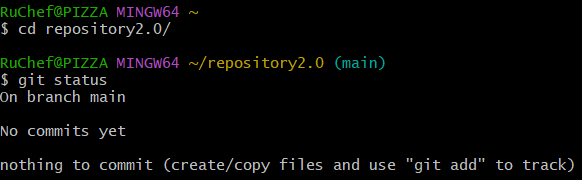 RuChef@PIZZA MINGW64 ~
$ cd repository2.0/
RuChef@PIZZA MINGW64 ~/repository2.0 (main)
$ git status
On branch main
No commits yet
nothing to commit (create/copy files and use "git add" to track)